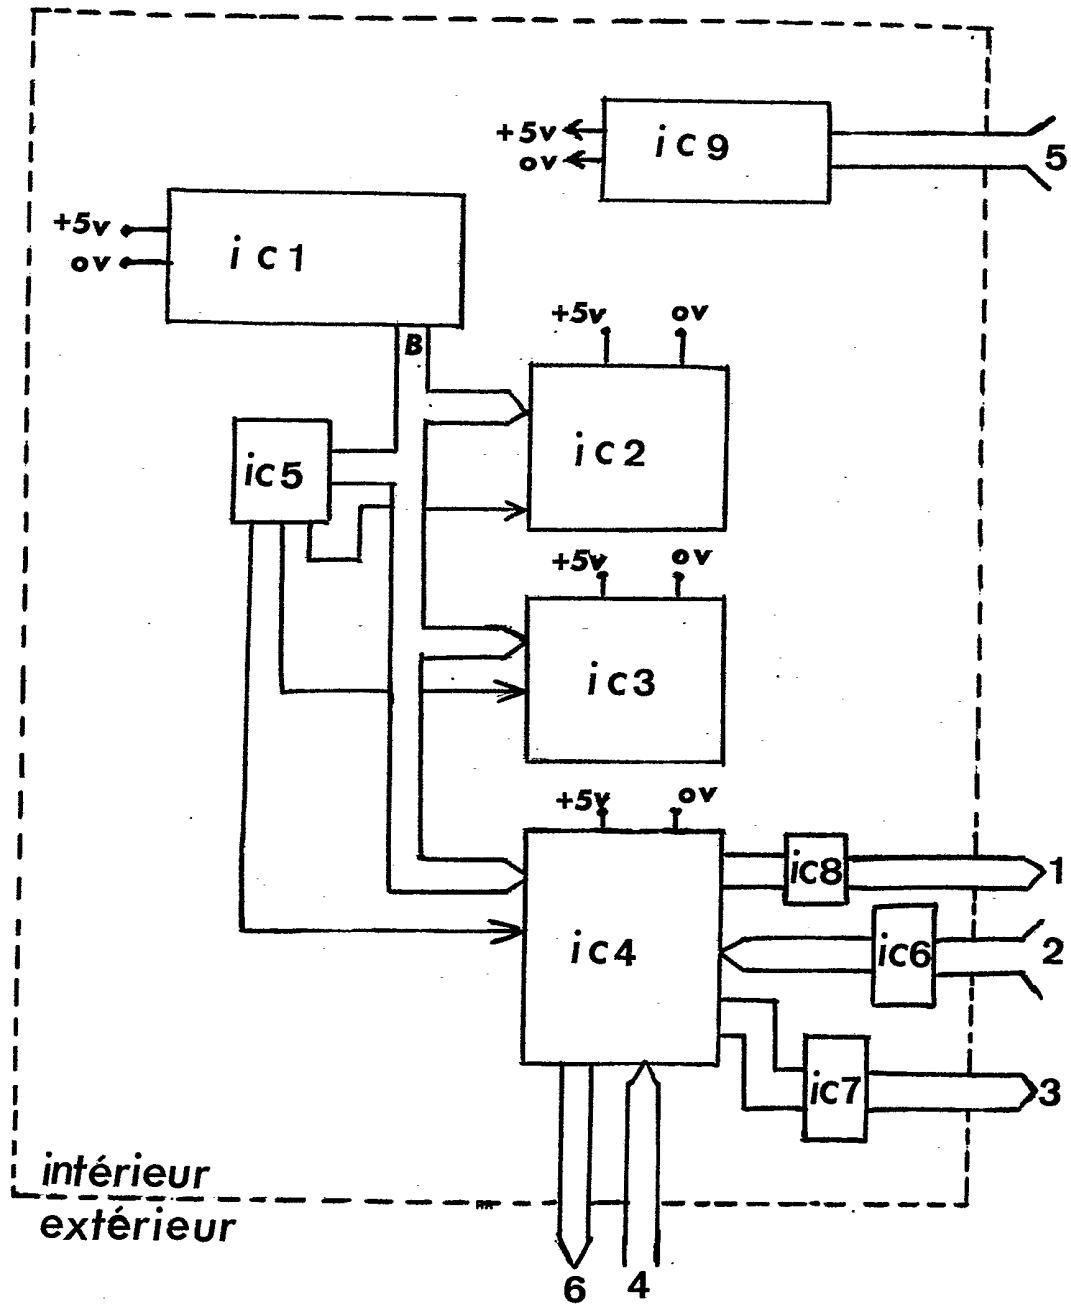 +5v
ov
ic9
5
+5v
ov
ic1
B
+5v ov
ic2
ic5
+5v ov
ic3
+5v ov
ic4
ic8
1
ic6
2
ic7
3
intérieur
extérieur
6
4